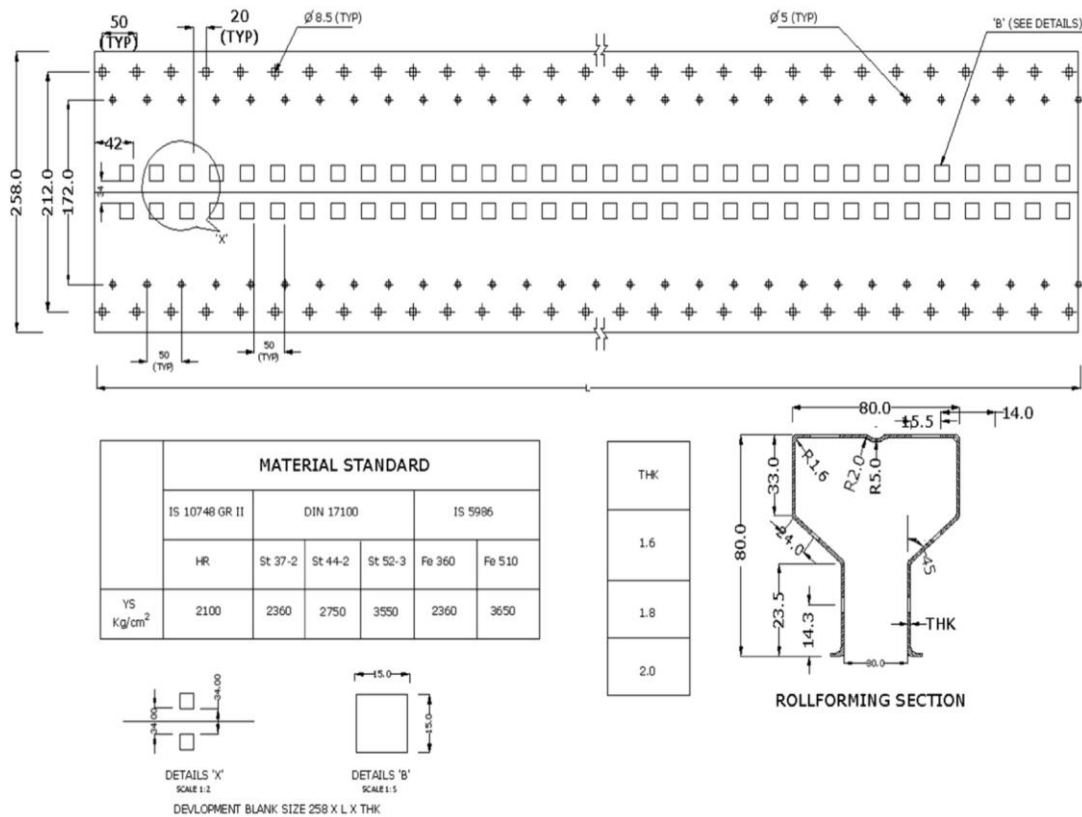 50
(TYP)
20
(TYP)
Ø 8.5 (TYP)
Ø 5 (TYP)
'B' (SEE DETAILS)
258.0
212.0
172.0
42
34
'X'
50
(TYP)
50
(TYP)
L
MATERIAL STANDARD
IS 10748 GR II
DIN 17100
IS 5986
HR
St 37-2
St 44-2
St 52-3
Fe 360
Fe 510
YS
Kg/cm²
2100
2360
2750
3550
2360
3650
THK
1.6
1.8
2.0
80.0
15.5
14.0
80.0
33.0
R1.6
R2.0
R5.0
24.0
45
23.5
14.3
THK
80.0
ROLLFORMING SECTION
34.00
34.00
DETAILS 'X'
SCALE 1:2
15.0
15.0
DETAILS 'B'
SCALE 1:5
DEVLOPMENT BLANK SIZE 258 X L X THK